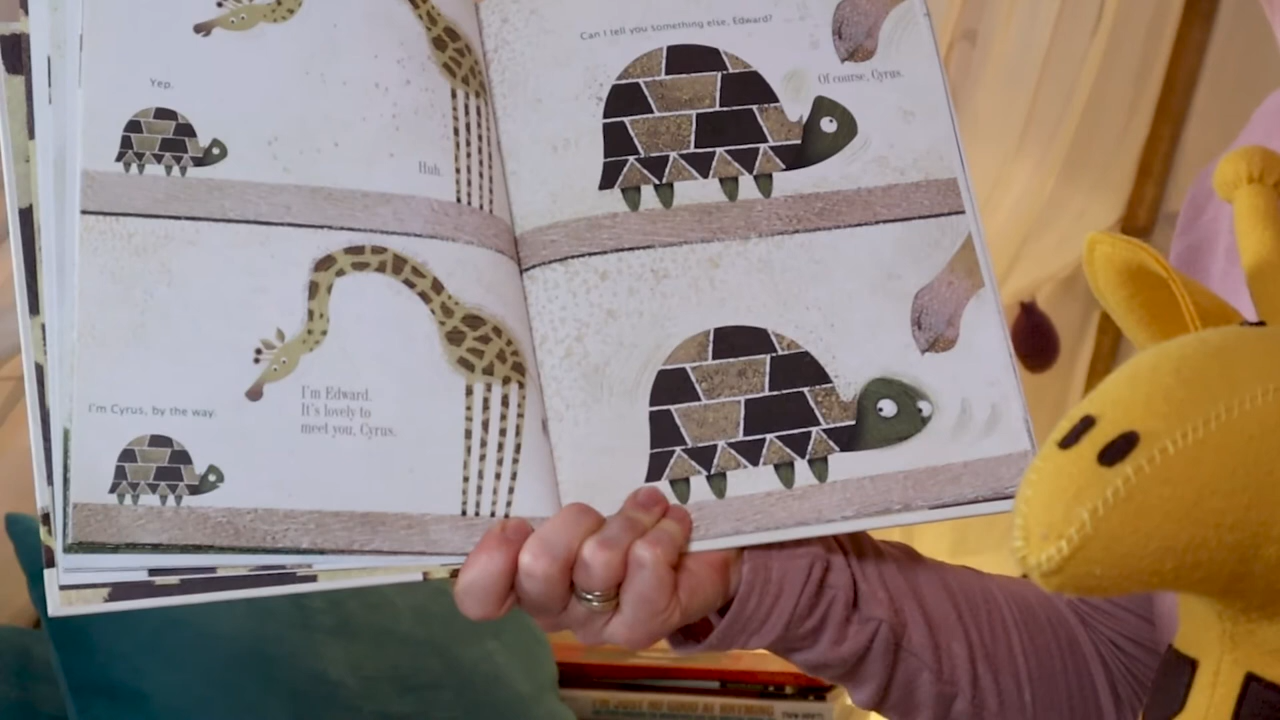 Yep.
Huh.
I'm Cyrus, by the way.
I'm Edward.
It's lovely to
meet you, Cyrus.
Can I tell you something else, Edward?
Of course, Cyrus.